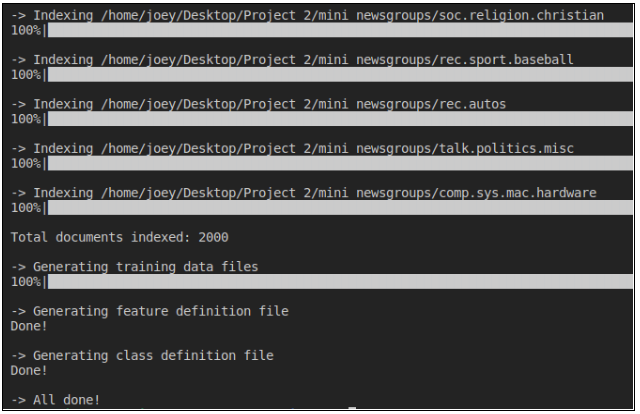 -> Indexing /home/joey/Desktop/Project 2/mini newsgroups/soc.religion.christian
100%|
-> Indexing /home/joey/Desktop/Project 2/mini newsgroups/rec.sport.baseball
100%|
-> Indexing /home/joey/Desktop/Project 2/mini newsgroups/rec.autos
100%|
-> Indexing /home/joey/Desktop/Project 2/mini newsgroups/talk.politics.misc
100%|
-> Indexing /home/joey/Desktop/Project 2/mini newsgroups/comp.sys.mac.hardware
100%|
Total documents indexed: 2000
-> Generating training data files
100%|
-> Generating feature definition file
Done!
-> Generating class definition file
Done!
-> All done!